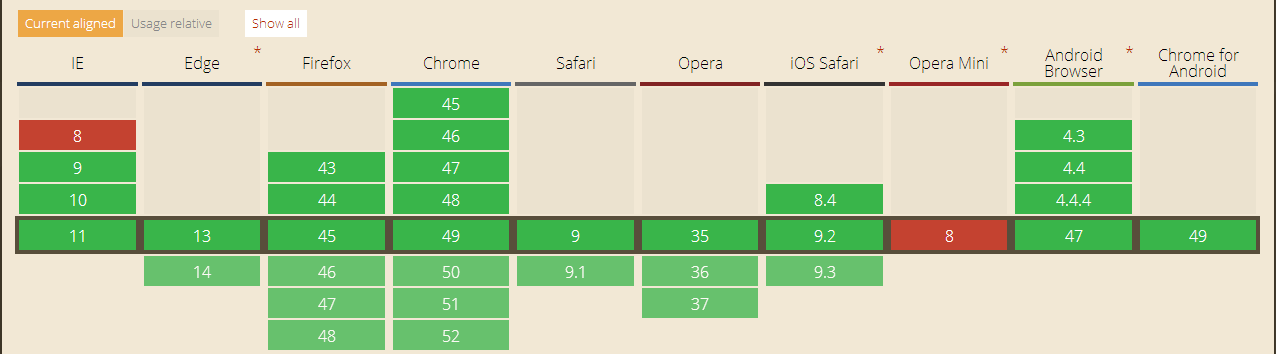 Current aligned Usage relative Show all
IE Edge * Firefox Chrome Safari Opera iOS Safari * Opera Mini * Android Browser * Chrome for Android
45
8 46 4.3
9 43 47 4.4
10 44 48 8.4 4.4.4
11 13 45 49 9 35 9.2 8 47 49
14 46 50 9.1 36 9.3
47 51 37
48 52